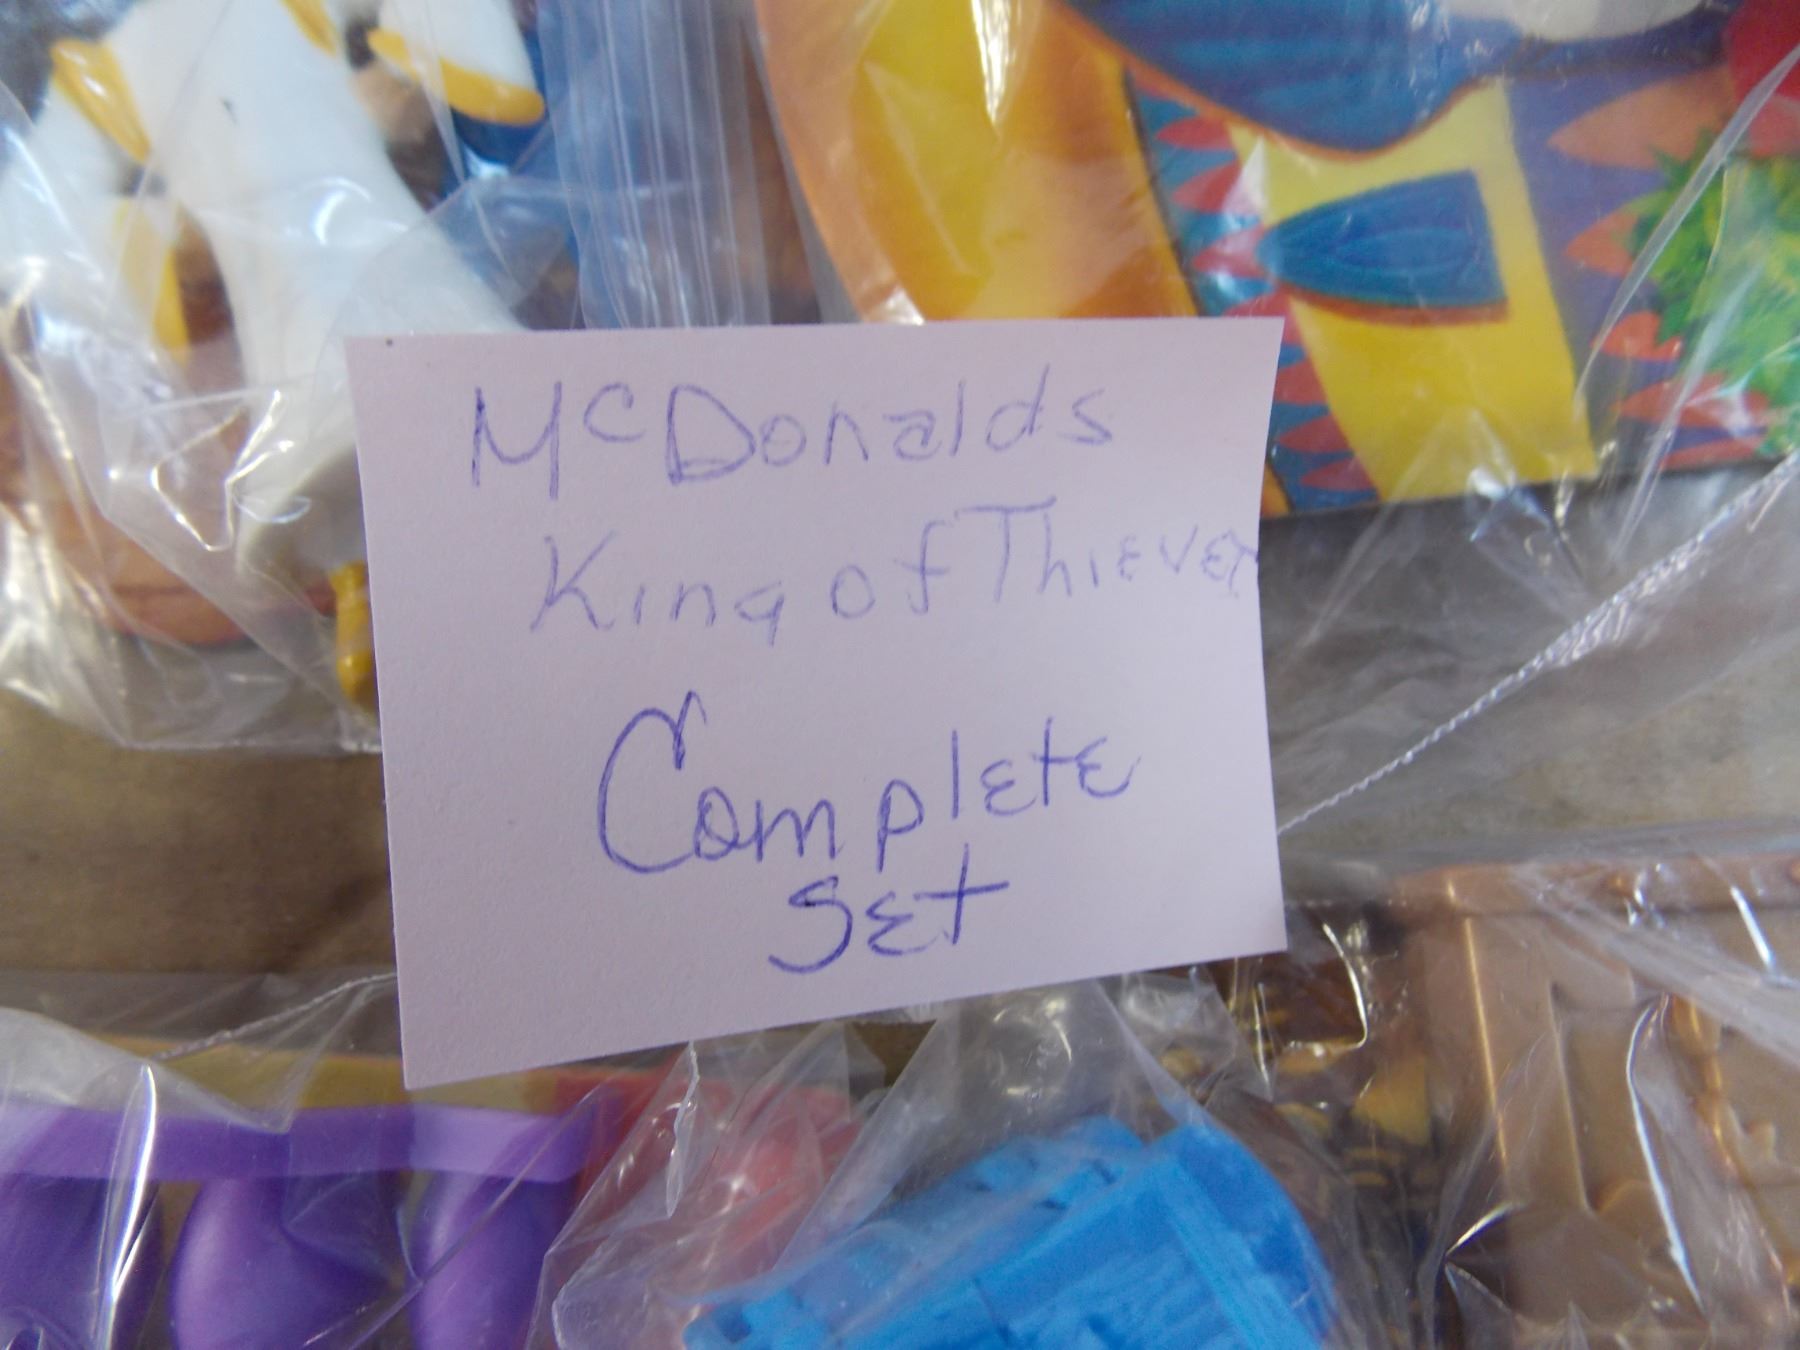 McDonalds
King of Thieves
Complete
Set